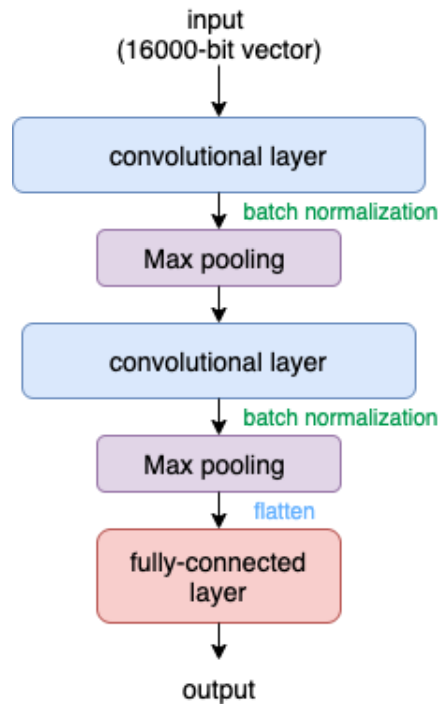 input
(16000-bit vector)
convolutional layer
batch normalization
Max pooling
convolutional layer
batch normalization
Max pooling
flatten
fully-connected
layer
output